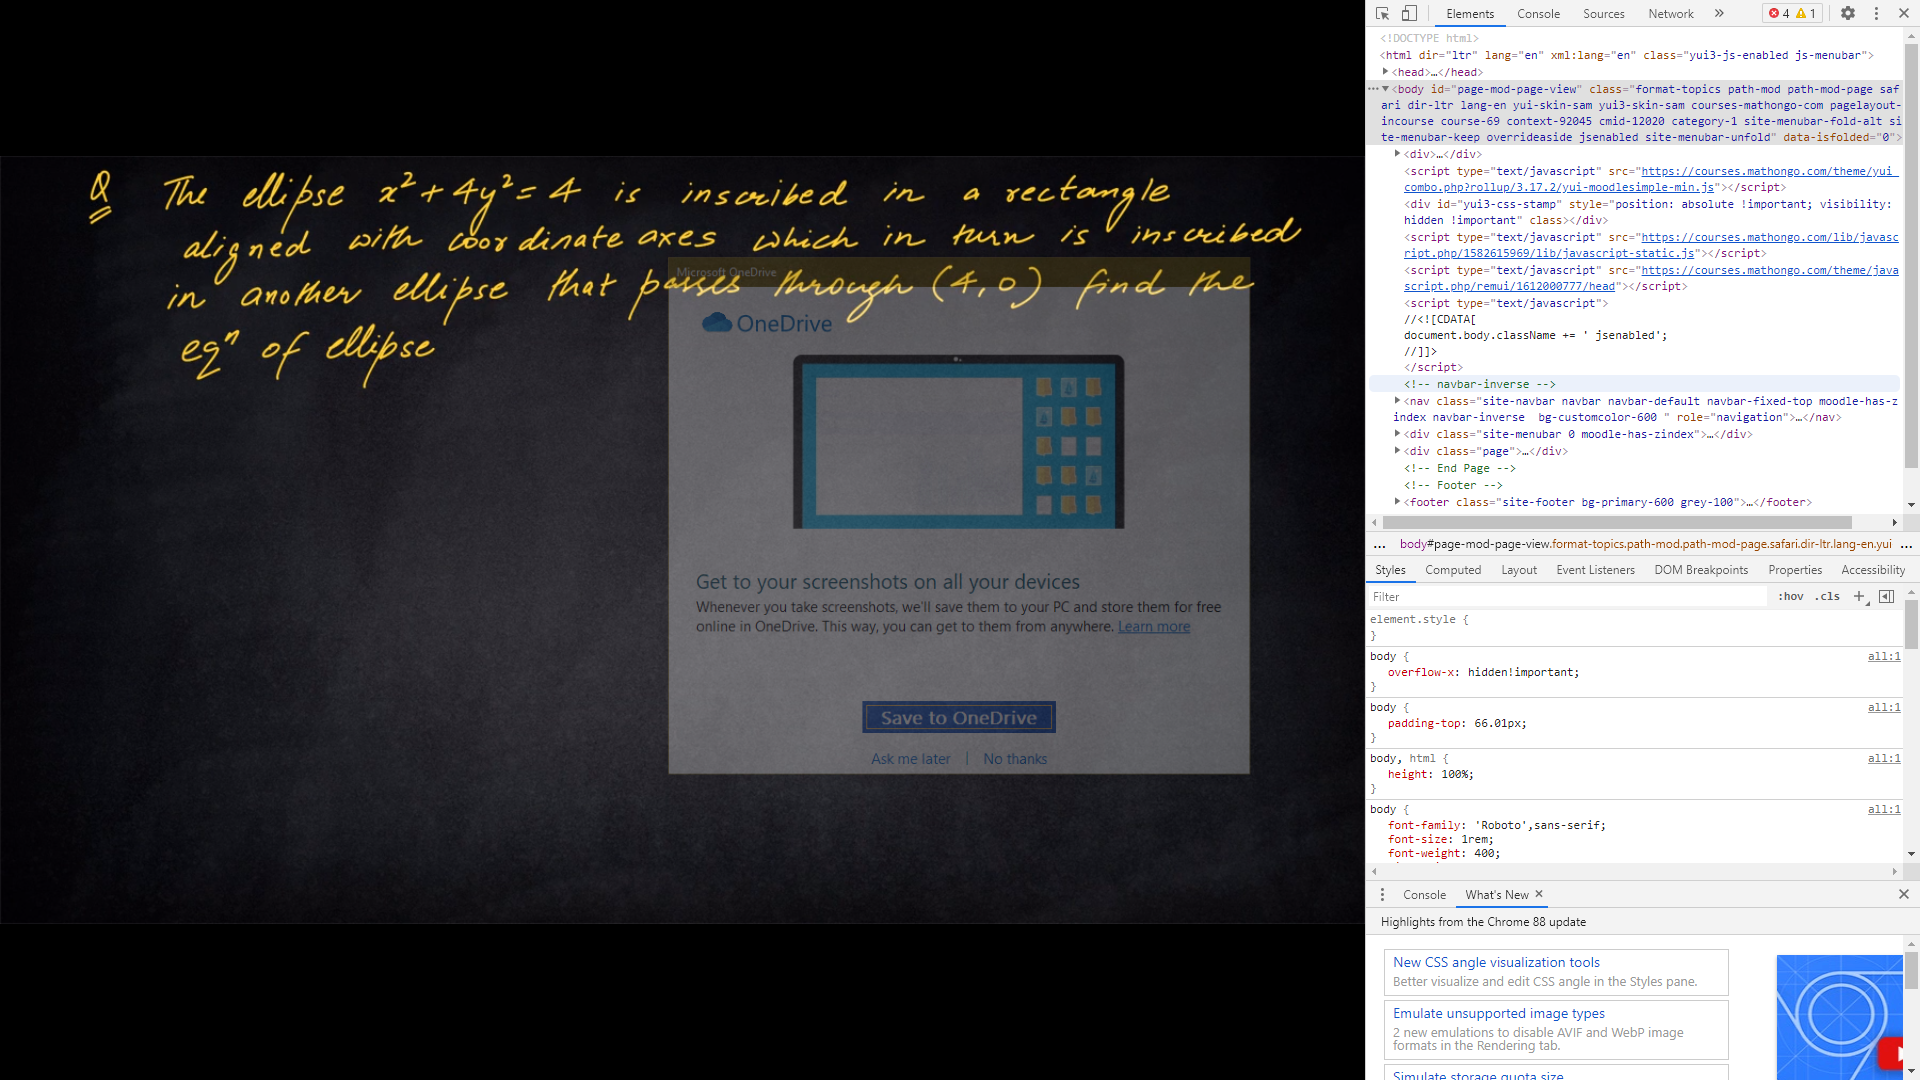 Q The ellipse x² + 4y² = 4 is inscribed in a rectangle
aligned with coordinate axes which in turn is inscribed
in another ellipse that passes through (4,0) find the
eqⁿ of ellipse
Microsoft OneDrive
OneDrive
Get to your screenshots on all your devices
Whenever you take screenshots, we'll save them to your PC and store them for free
online in OneDrive. This way, you can get to them from anywhere. Learn more
Save to OneDrive
Ask me later | No thanks
Elements Console Sources Network » 4 1
<!DOCTYPE html>
<html dir="ltr" lang="en" xml:lang="en" class="yui3-js-enabled js-menubar">
<head>…</head>
<body id="page-mod-page-view" class="format-topics path-mod path-mod-page saf
ari dir-ltr lang-en yui-skin-sam yui3-skin-sam courses-mathongo-com pagelayout-
incourse course-69 context-92045 cmid-12020 category-1 site-menubar-fold-alt si
te-menubar-keep overrideaside jsenabled site-menubar-unfold" data-isfolded="0">
<div>…</div>
<script type="text/javascript" src="https://courses.mathongo.com/theme/yui_
combo.php?rollup/3.17.2/yui-moodlesimple-min.js"></script>
<div id="yui3-css-stamp" style="position: absolute !important; visibility:
hidden !important" class></div>
<script type="text/javascript" src="https://courses.mathongo.com/lib/javasc
ript.php/1582615969/lib/javascript-static.js"></script>
<script type="text/javascript" src="https://courses.mathongo.com/theme/java
script.php/remui/1612000777/head"></script>
<script type="text/javascript">
//<![CDATA[
document.body.className += ' jsenabled';
//]]>
</script>
<!-- navbar-inverse -->
<nav class="site-navbar navbar navbar-default navbar-fixed-top moodle-has-z
index navbar-inverse  bg-customcolor-600 " role="navigation">…</nav>
<div class="site-menubar 0 moodle-has-zindex">…</div>
<div class="page">…</div>
<!-- End Page -->
<!-- Footer -->
<footer class="site-footer bg-primary-600 grey-100">…</footer>
… body#page-mod-page-view.format-topics.path-mod.path-mod-page.safari.dir-ltr.lang-en.yui …
Styles Computed Layout Event Listeners DOM Breakpoints Properties Accessibility
Filter :hov .cls +
element.style {
}
body { all:1
overflow-x: hidden!important;
}
body { all:1
padding-top: 66.01px;
}
body, html { all:1
height: 100%;
}
body { all:1
font-family: 'Roboto',sans-serif;
font-size: 1rem;
font-weight: 400;
Console What's New
Highlights from the Chrome 88 update
New CSS angle visualization tools
Better visualize and edit CSS angle in the Styles pane.
Emulate unsupported image types
2 new emulations to disable AVIF and WebP image
formats in the Rendering tab.
Simulate storage quota size